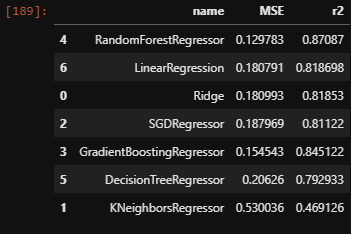 [189]:
name MSE r2
4 RandomForestRegressor 0.129783 0.87087
6 LinearRegression 0.180791 0.818698
0 Ridge 0.180993 0.81853
2 SGDRegressor 0.187969 0.81122
3 GradientBoostingRegressor 0.154543 0.845122
5 DecisionTreeRegressor 0.20626 0.792933
1 KNeighborsRegressor 0.530036 0.469126